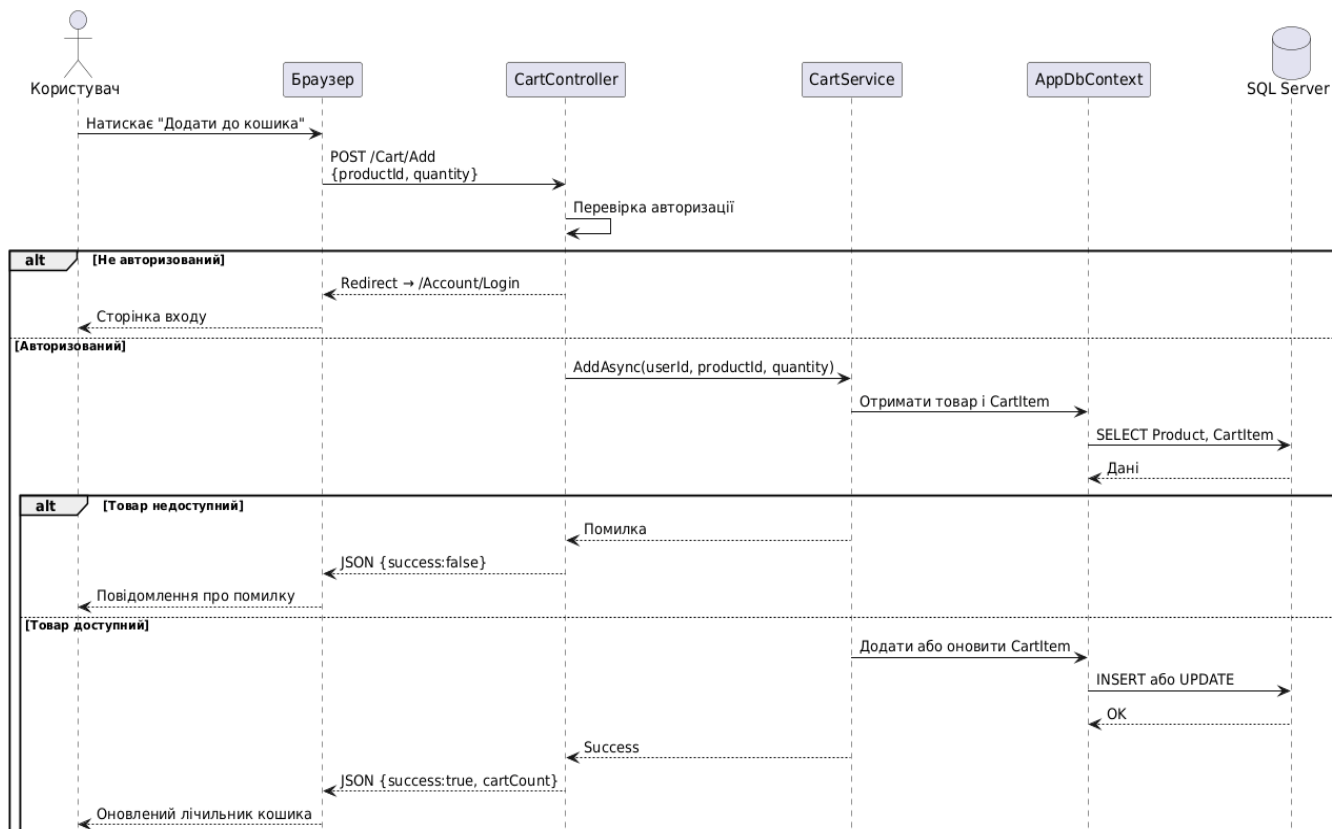 Користувач
Браузер
CartController
CartService
AppDbContext
SQL Server
Натискає "Додати до кошика"
POST /Cart/Add
{productId, quantity}
Перевірка авторизації
alt [Не авторизований]
Redirect → /Account/Login
Сторінка входу
[Авторизований]
AddAsync(userId, productId, quantity)
Отримати товар і CartItem
SELECT Product, CartItem
Дані
alt [Товар недоступний]
Помилка
JSON {success:false}
Повідомлення про помилку
[Товар доступний]
Додати або оновити CartItem
INSERT або UPDATE
OK
Success
JSON {success:true, cartCount}
Оновлений лічильник кошика